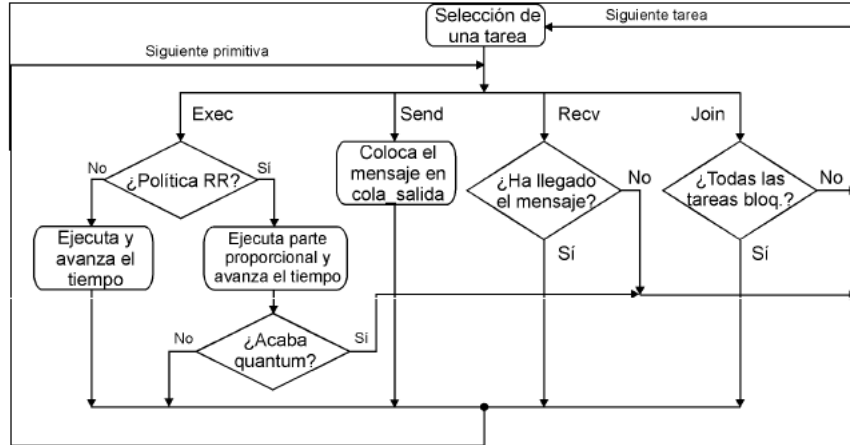 Selección de
una tarea
Siguiente tarea
Siguiente primitiva
Exec
Send
Recv
Join
No
¿Política RR?
Sí
Coloca el
mensaje en
cola_salida
¿Ha llegado
el mensaje?
No
¿Todas las
tareas bloq.?
No
Ejecuta y
avanza el
tiempo
Ejecuta parte
proporcional y
avanza el tiempo
Sí
Sí
No
¿Acaba
quantum?
Sí